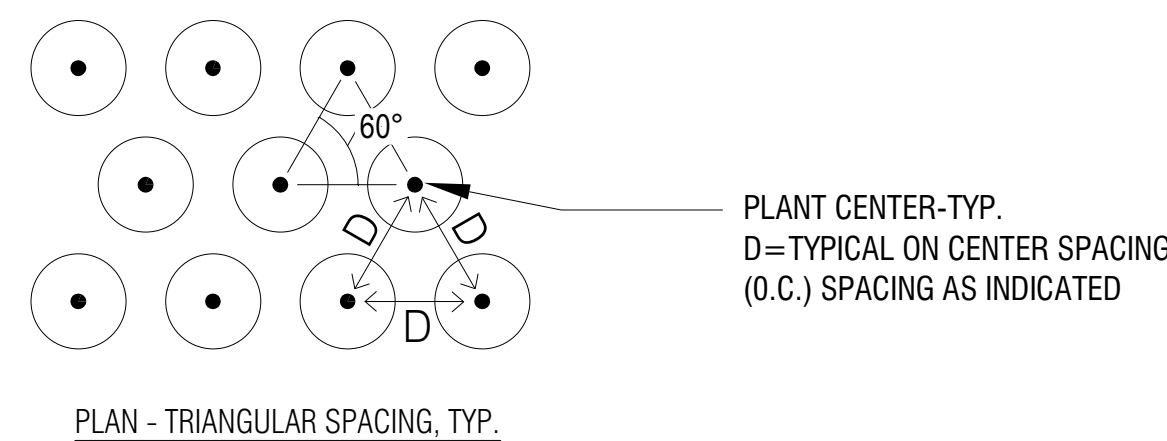 60°
D
D
D
PLANT CENTER-TYP.
D=TYPICAL ON CENTER SPACING
(O.C.) SPACING AS INDICATED
PLAN - TRIANGULAR SPACING, TYP.